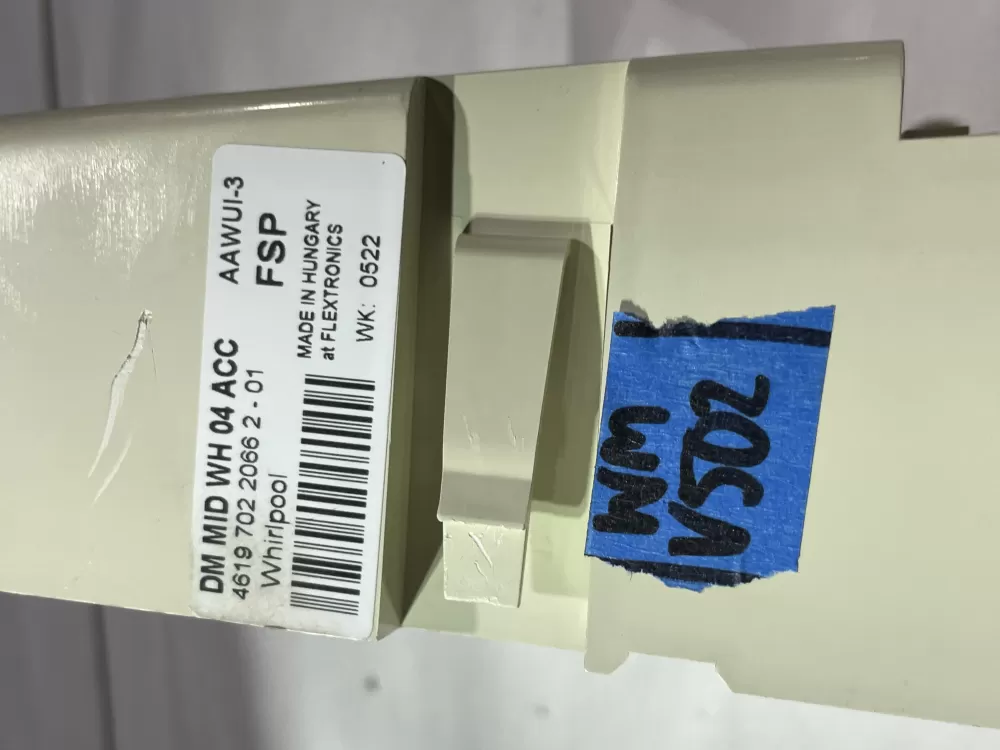 DM MID WH 04 ACC
4619 702 2066 2 - 01
Whirlpool
AAWUI-3
FSP
MADE IN HUNGARY
at FLEXTRONICS
WK: 0522
WM
V502